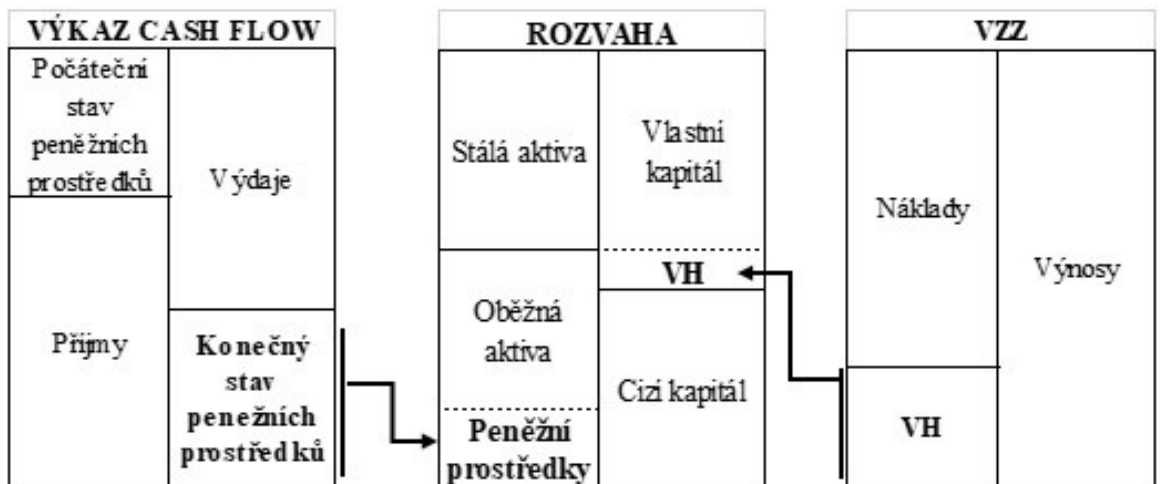 VÝKAZ CASH FLOW
Počáteční
stav
peněžních
prostředků
Výdaje
Příjmy
Konečný
stav
penežních
prostředků
ROZVAHA
Stálá aktiva
Vlastní
kapitál
VH
Oběžná
aktiva
Cizí kapitál
Peněžní
prostředky
VZZ
Náklady
Výnosy
VH